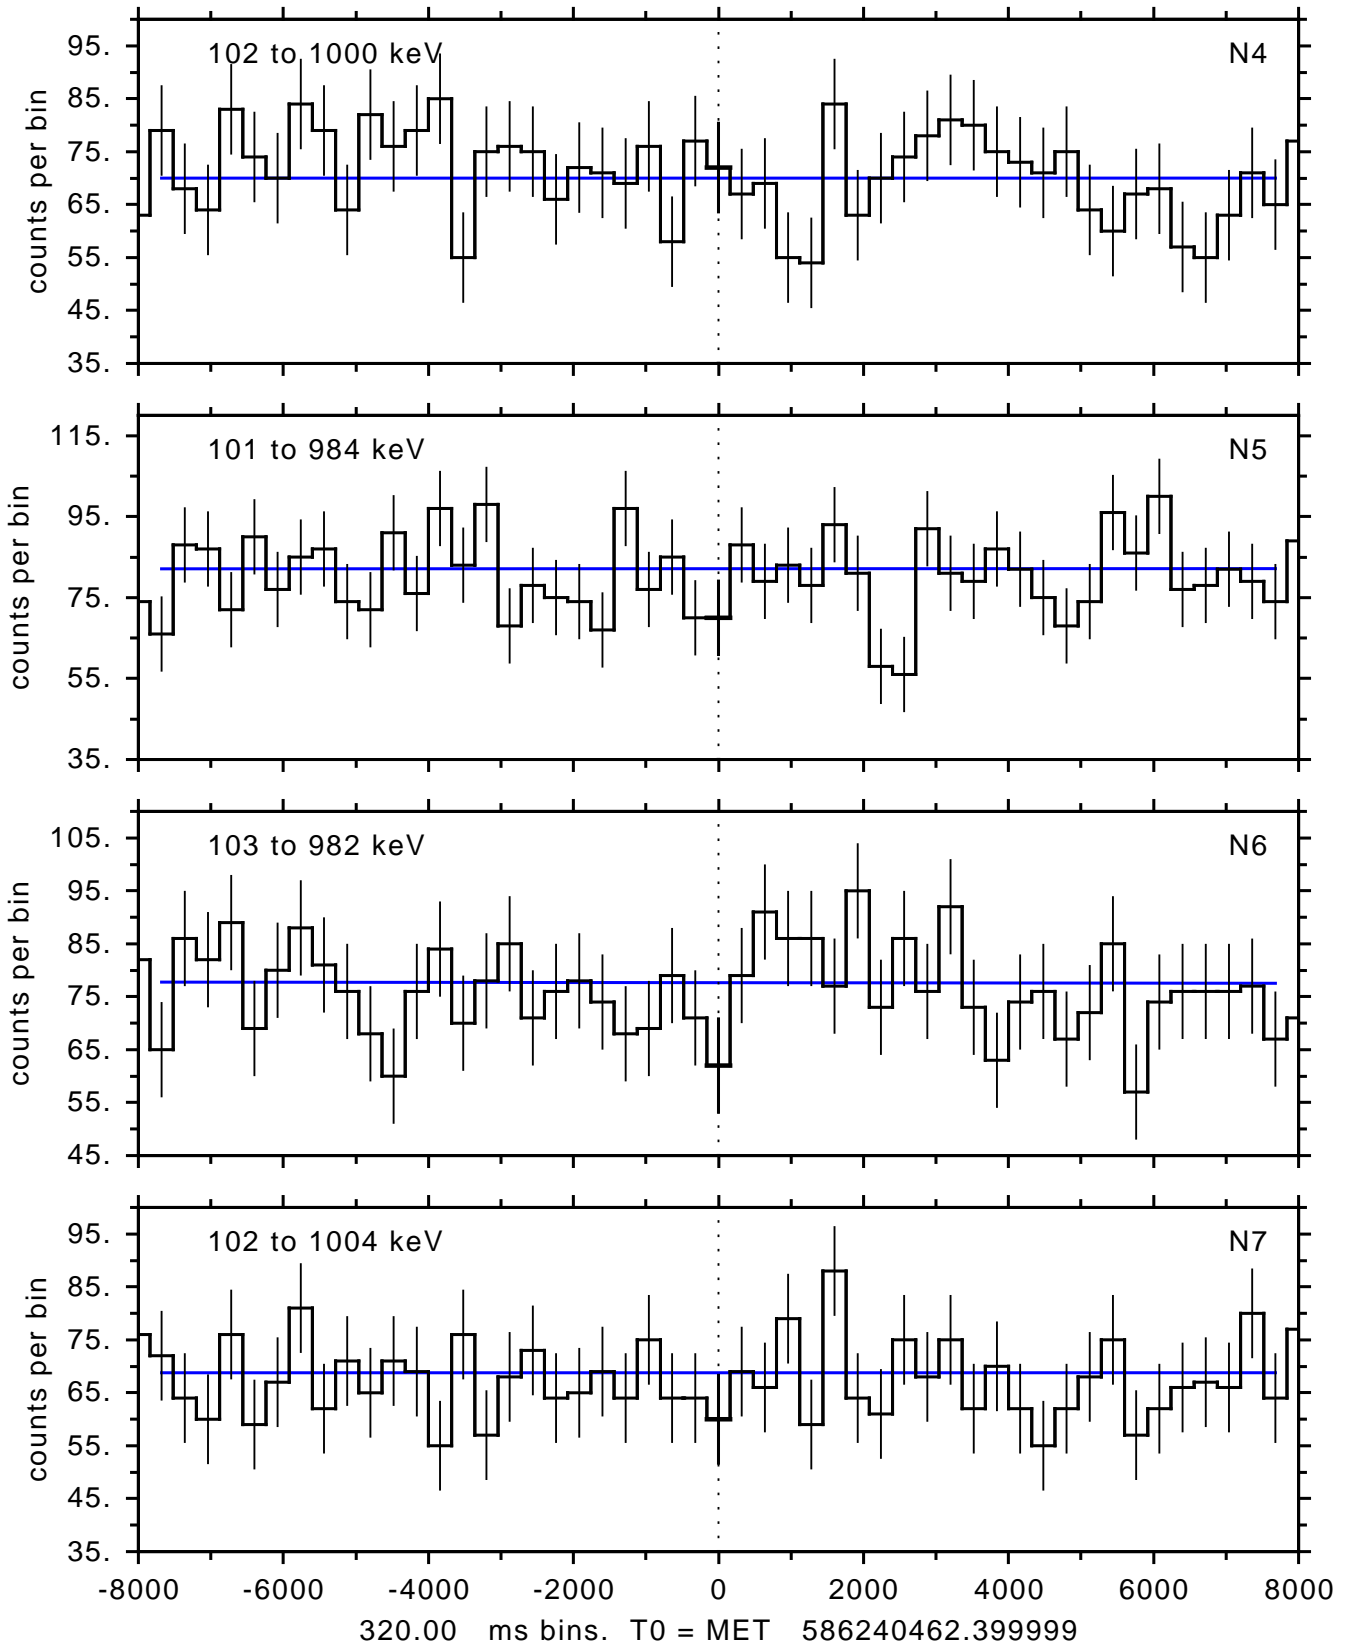 102 to 1000 keV N4
95.
85.
75.
65.
55.
45.
35.
counts per bin
101 to 984 keV N5
115.
95.
75.
55.
35.
counts per bin
103 to 982 keV N6
105.
95.
85.
75.
65.
55.
45.
counts per bin
102 to 1004 keV N7
95.
85.
75.
65.
55.
45.
35.
counts per bin
-8000 -6000 -4000 -2000 0 2000 4000 6000 8000
320.00 ms bins. T0 = MET 586240462.399999